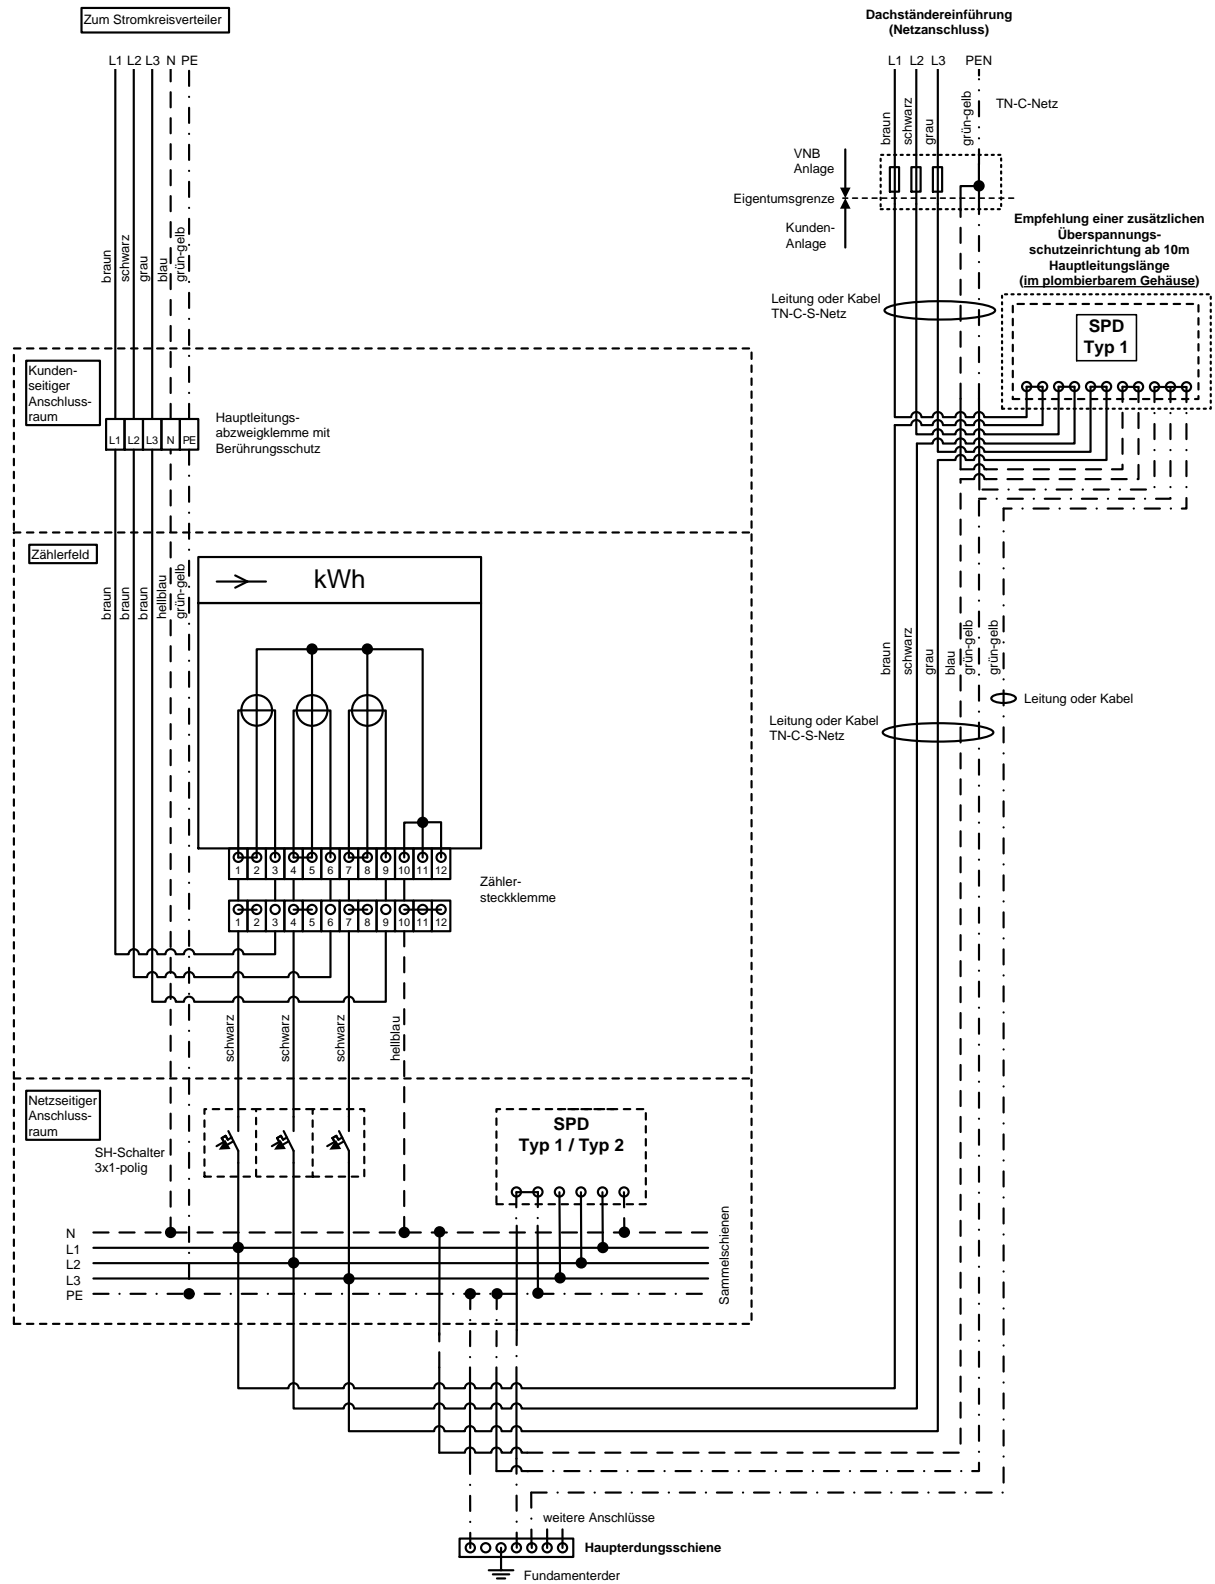 Zum Stromkreisverteiler
L1 L2 L3 N PE
braun
schwarz
grau
blau
grün-gelb
Dachständereinführung
(Netzanschluss)
L1 L2 L3 PEN
braun
schwarz
grau
grün-gelb
TN-C-Netz
VNB
Anlage
Eigentumsgrenze
Kunden-
Anlage
Empfehlung einer zusätzlichen
Überspannungs-
schutzeinrichtung ab 10m
Hauptleitungslänge
(im plombierbarem Gehäuse)
Leitung oder Kabel
TN-C-S-Netz
SPD
Typ 1
Kunden-
seitiger
Anschluss-
raum
L1 L2 L3 N PE
Hauptleitungs-
abzweigklemme mit
Berührungsschutz
Zählerfeld
braun
braun
braun
hellblau
grün-gelb
kWh
1 2 3 4 5 6 7 8 9 10 11 12
Zähler-
steckklemme
1 2 3 4 5 6 7 8 9 10 11 12
braun
schwarz
grau
blau
grün-gelb
grün-gelb
Leitung oder Kabel
Leitung oder Kabel
TN-C-S-Netz
schwarz
schwarz
schwarz
hellblau
Netzseitiger
Anschluss-
raum
SH-Schalter
3x1-polig
SPD
Typ 1 / Typ 2
N
L1
L2
L3
PE
Sammelschienen
weitere Anschlüsse
Haupterdungsschiene
Fundamenterder